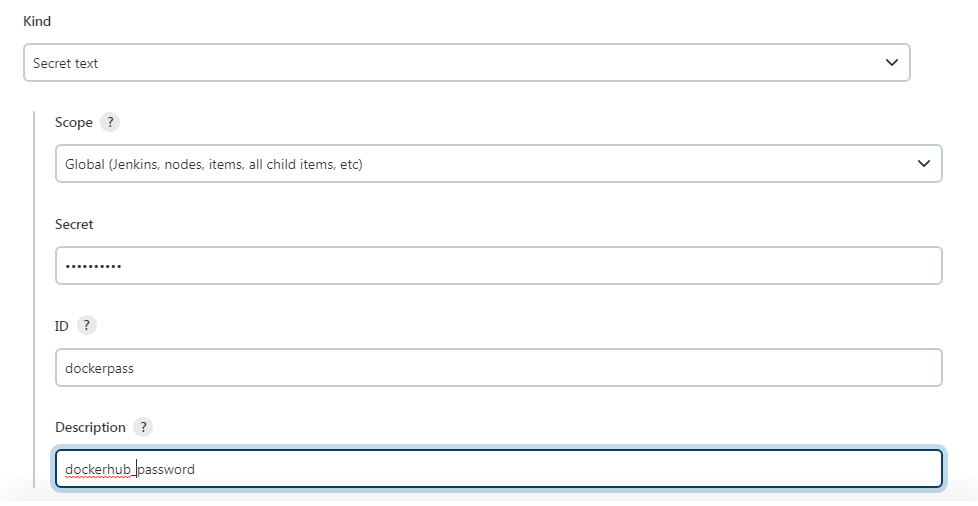 Kind
Secret text
Scope ?
Global (Jenkins, nodes, items, all child items, etc)
Secret
••••••••••
ID ?
dockerpass
Description ?
dockerhub_password